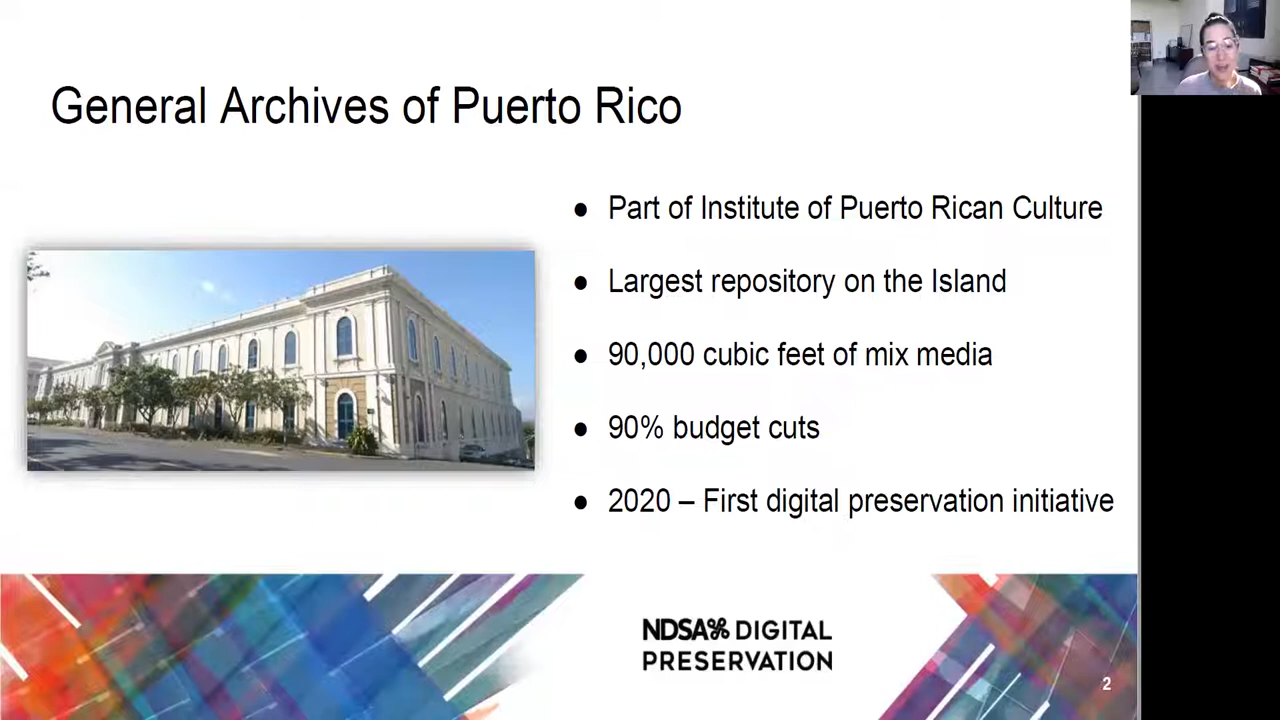 General Archives of Puerto Rico
● Part of Institute of Puerto Rican Culture
● Largest repository on the Island
● 90,000 cubic feet of mix media
● 90% budget cuts
● 2020 – First digital preservation initiative
NDSA DIGITAL
PRESERVATION
2